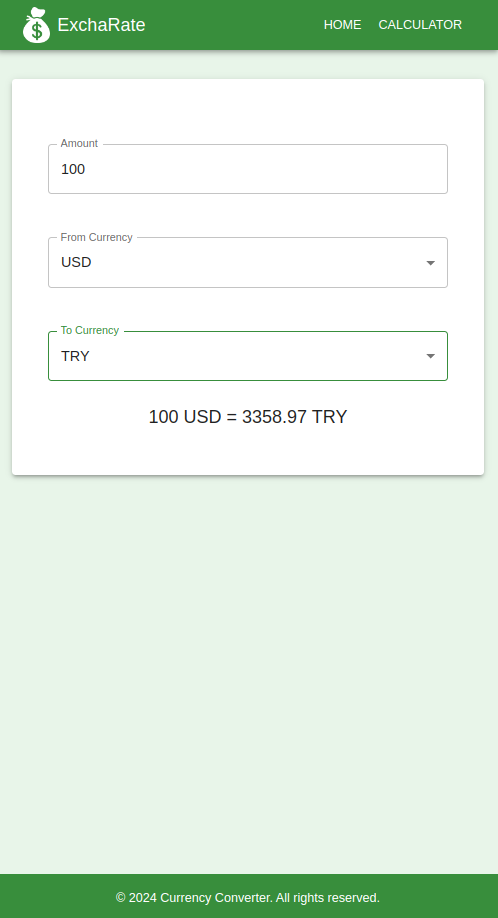 $ ExchaRate HOME CALCULATOR
Amount
100
From Currency
USD
To Currency
TRY
100 USD = 3358.97 TRY
© 2024 Currency Converter. All rights reserved.